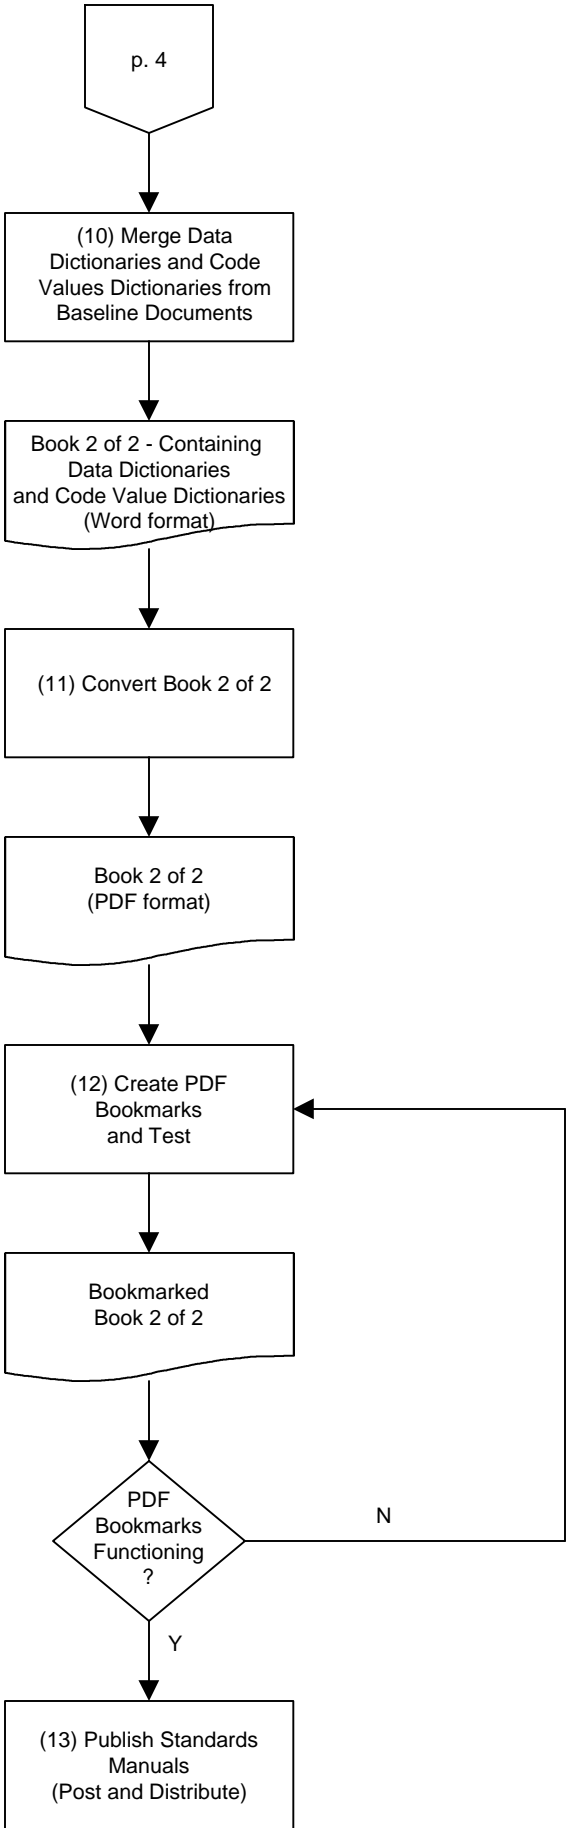 p. 4
(10) Merge Data
Dictionaries and Code
Values Dictionaries from
Baseline Documents
Book 2 of 2 - Containing
Data Dictionaries
and Code Value Dictionaries
(Word format)
(11) Convert Book 2 of 2
Book 2 of 2
(PDF format)
(12) Create PDF
Bookmarks
and Test
Bookmarked
Book 2 of 2
PDF
Bookmarks
Functioning
?
N
Y
(13) Publish Standards
Manuals
(Post and Distribute)